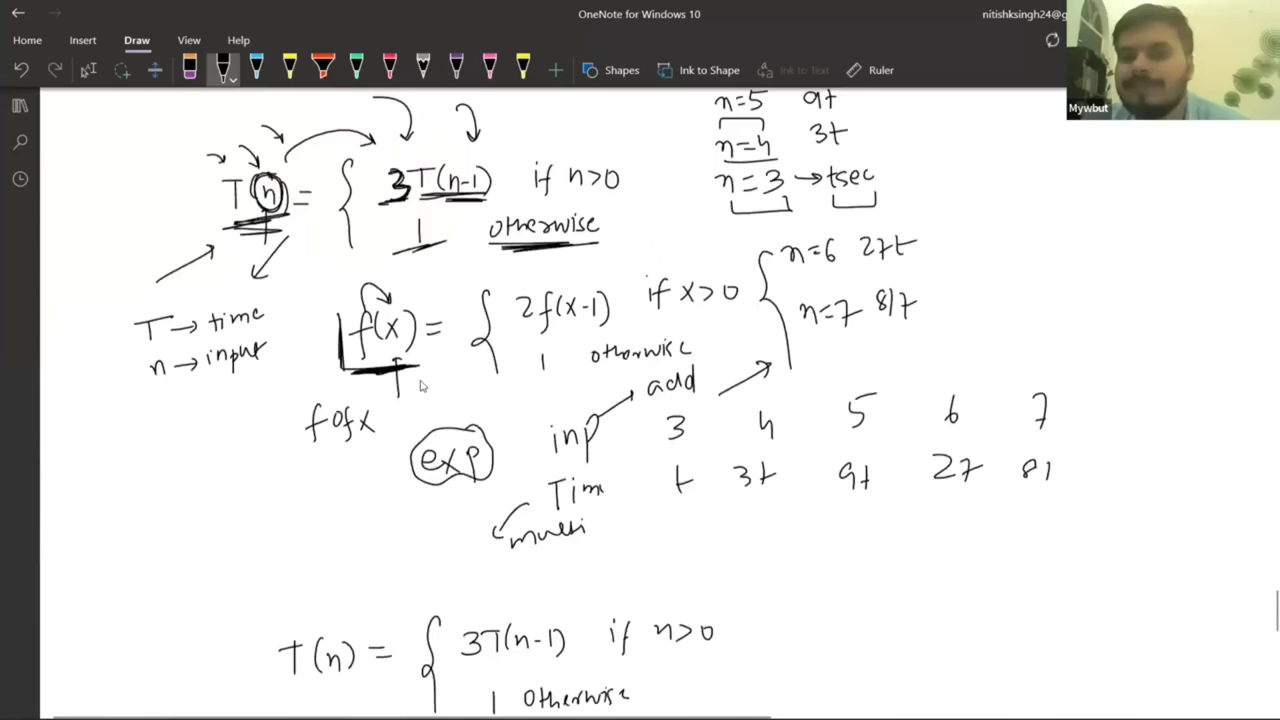 OneNote for Windows 10
nitishksingh24@g
Home Insert Draw View Help
Shapes Ink to Shape Ink to Text Ruler
Mywbut
n=5 9t
n=4 3t
n=3 → tsec
T(n) = { 3T(n-1) if n>0
1 otherwise
n=6 27t
n=7 81t
T → time
n → input
f(x) = { 2f(x-1) if x>0
1 otherwise
f of x
exp
add
inp 3 4 5 6 7
Tim t 3t 9t 27 81
multi
T(n) = { 3T(n-1) if n>0
1 otherwise